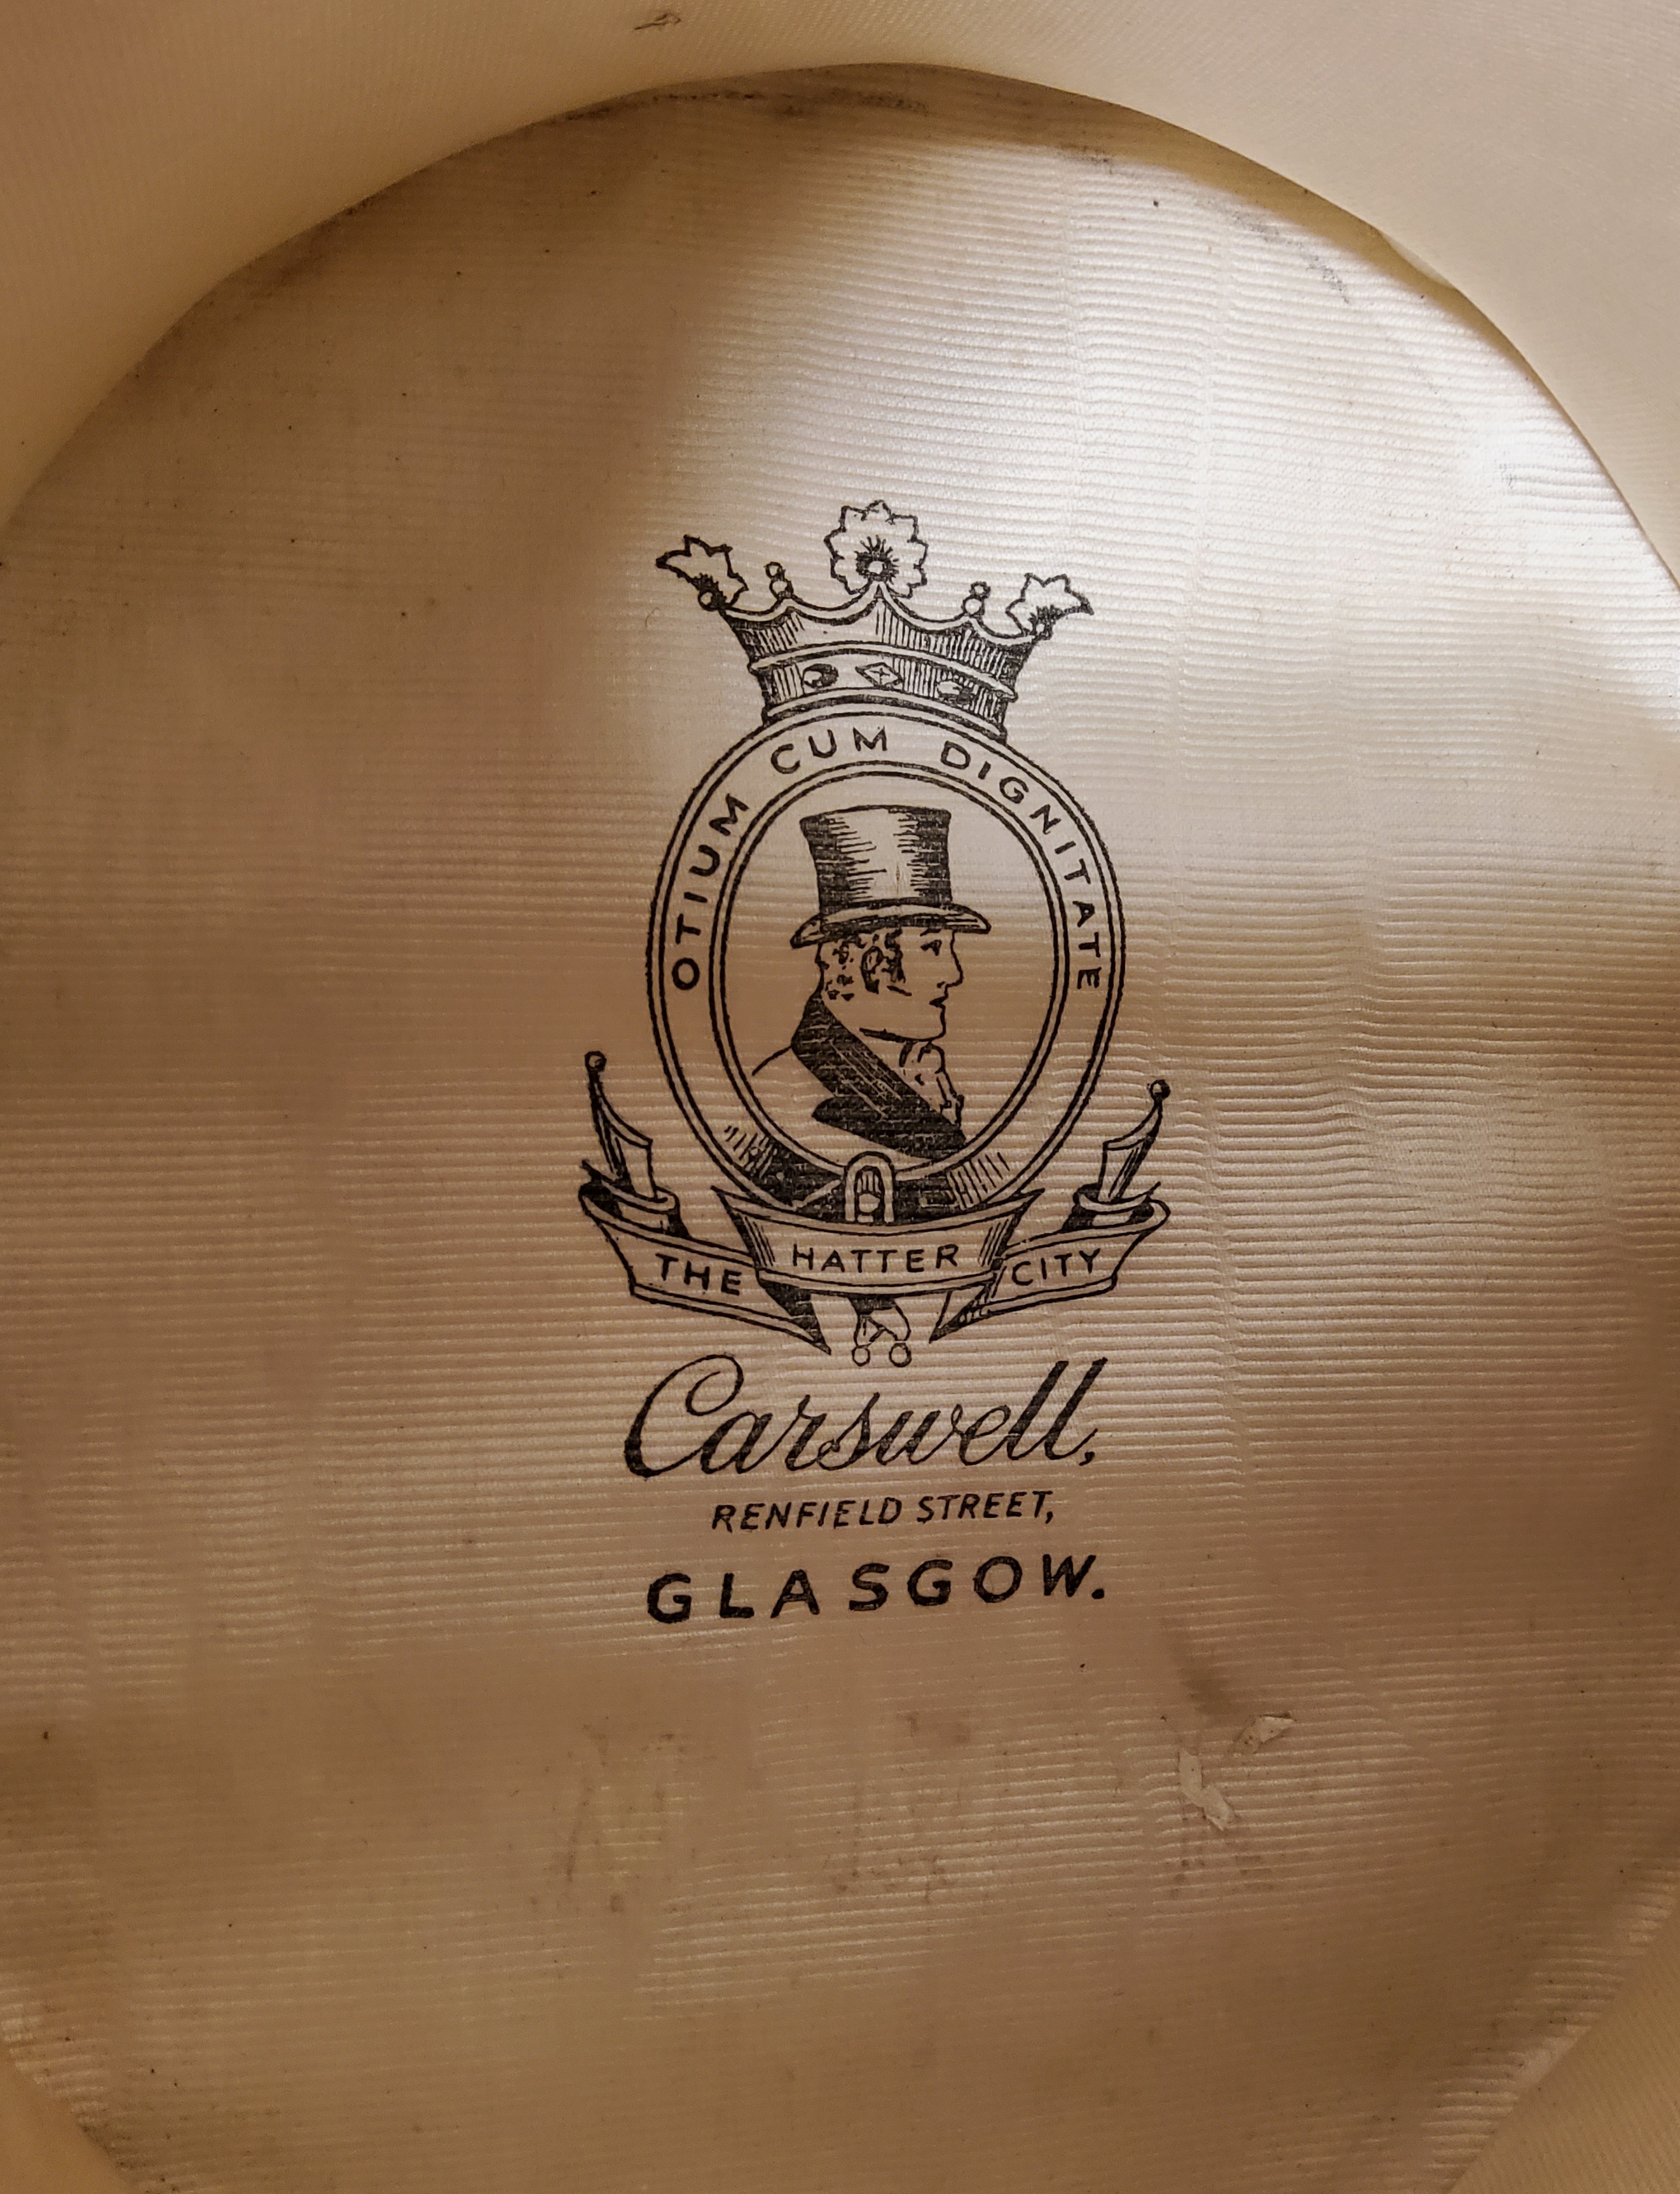 OTIUM CUM DIGNITATE
THE HATTER CITY
Carswell,
RENFIELD STREET,
GLASGOW.